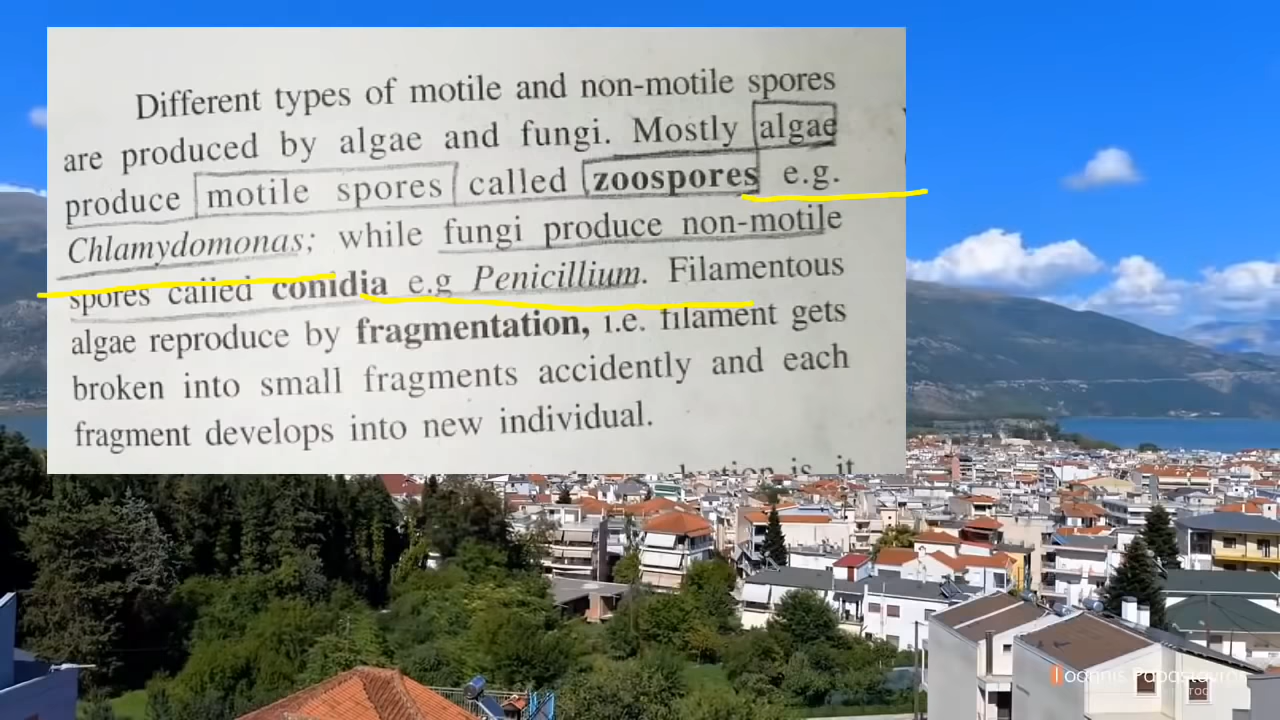 Different types of motile and non-motile spores
are produced by algae and fungi. Mostly algae
produce motile spores called zoospores e.g.
Chlamydomonas; while fungi produce non-motile
spores called conidia e.g Penicillium. Filamentous
algae reproduce by fragmentation, i.e. filament gets
broken into small fragments accidently and each
fragment develops into new individual.
is it
Ioannis Papastavros